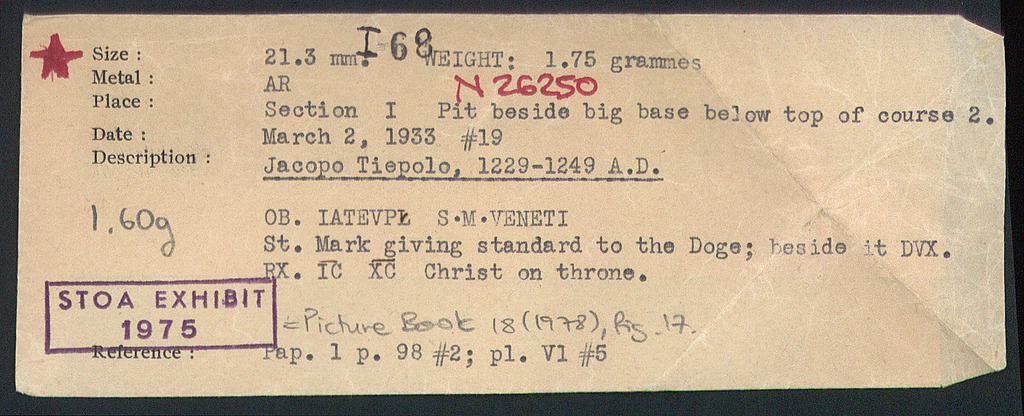 I-68
Size : 21.3 mm. WEIGHT: 1.75 grammes
Metal : AR N 26250
Place : Section I Pit beside big base below top of course 2.
Date : March 2, 1933 #19
Description : Jacopo Tiepolo, 1229-1249 A.D.
1.60g OB. IATEVPL S·M·VENETI
St. Mark giving standard to the Doge; beside it DVX.
RX. IC XC Christ on throne.
STOA EXHIBIT
1975
=Picture Book 18 (1978), fig. 17.
Reference : Pap. 1 p. 98 #2; pl. V1 #5